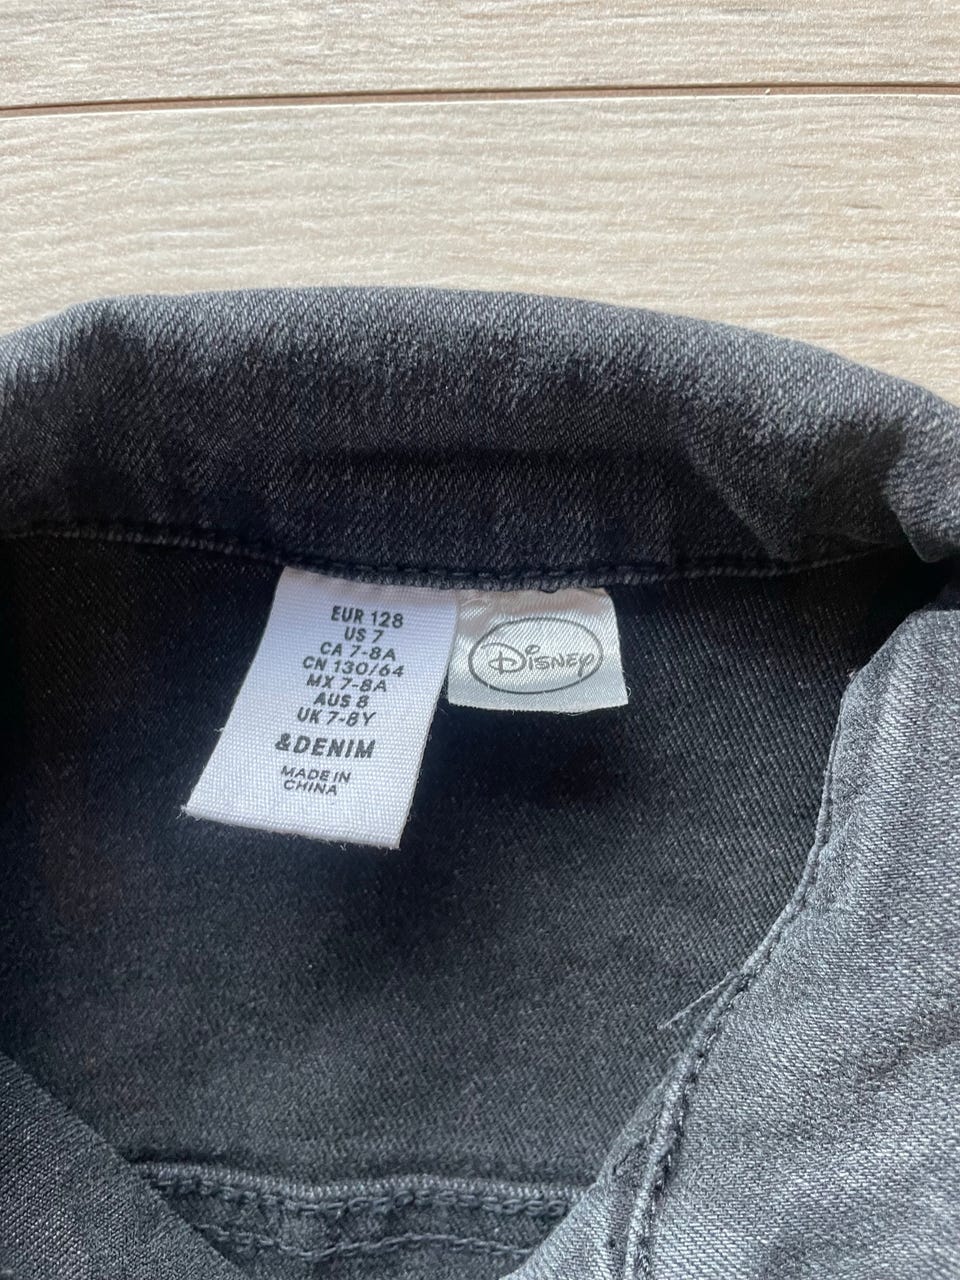 EUR 128
US 7
CA 7-8A
CN 130/64
MX 7-8A
AUS 8
UK 7-8Y
&DENIM
MADE IN
CHINA
Disney